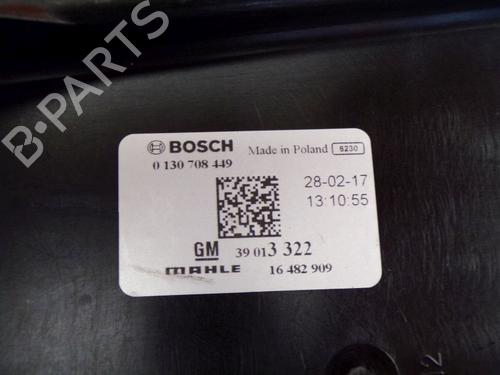 B-PARTS
BOSCH Made in Poland 6230
0 130 708 449
28-02-17
13:10:55
GM 39 013 322
MAHLE 16 482 909